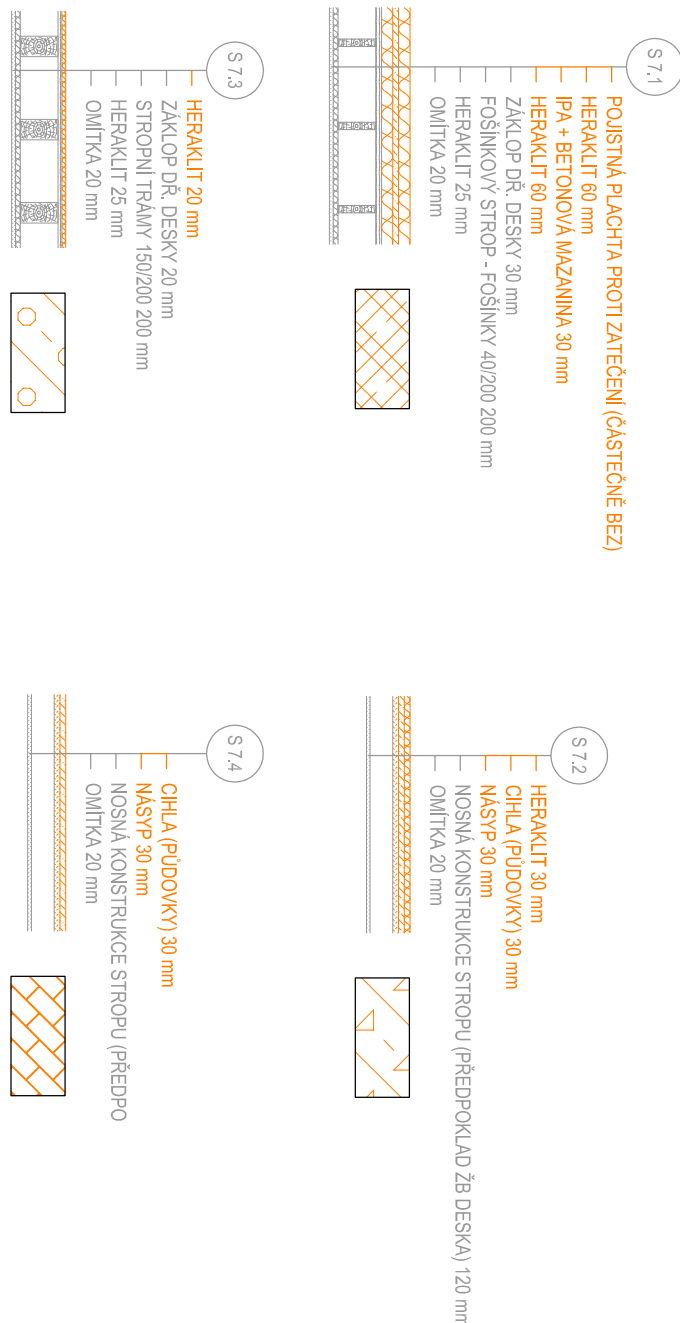 S 7.1
POJISTNÁ PLACHTA PROTI ZATEČENÍ (ČÁSTEČNĚ BEZ)
HERAKLIT 60 mm
IPA + BETONOVÁ MAZANINA 30 mm
HERAKLIT 60 mm
ZÁKLOP DŘ. DESKY 30 mm
FOŠÍNKOVÝ STROP - FOŠÍNKY 40/200 200 mm
HERAKLIT 25 mm
OMÍTKA 20 mm
S 7.2
HERAKLIT 30 mm
CIHLA (PŮDOVKY) 30 mm
NÁSYP 30 mm
NOSNÁ KONSTRUKCE STROPU (PŘEDPOKLAD ŽB DESKA) 120 mm
OMÍTKA 20 mm
S 7.3
HERAKLIT 20 mm
ZÁKLOP DŘ. DESKY 20 mm
STROPNÍ TRÁMY 150/200 200 mm
HERAKLIT 25 mm
OMÍTKA 20 mm
S 7.4
CIHLA (PŮDOVKY) 30 mm
NÁSYP 30 mm
NOSNÁ KONSTRUKCE STROPU (PŘEDPO
OMÍTKA 20 mm